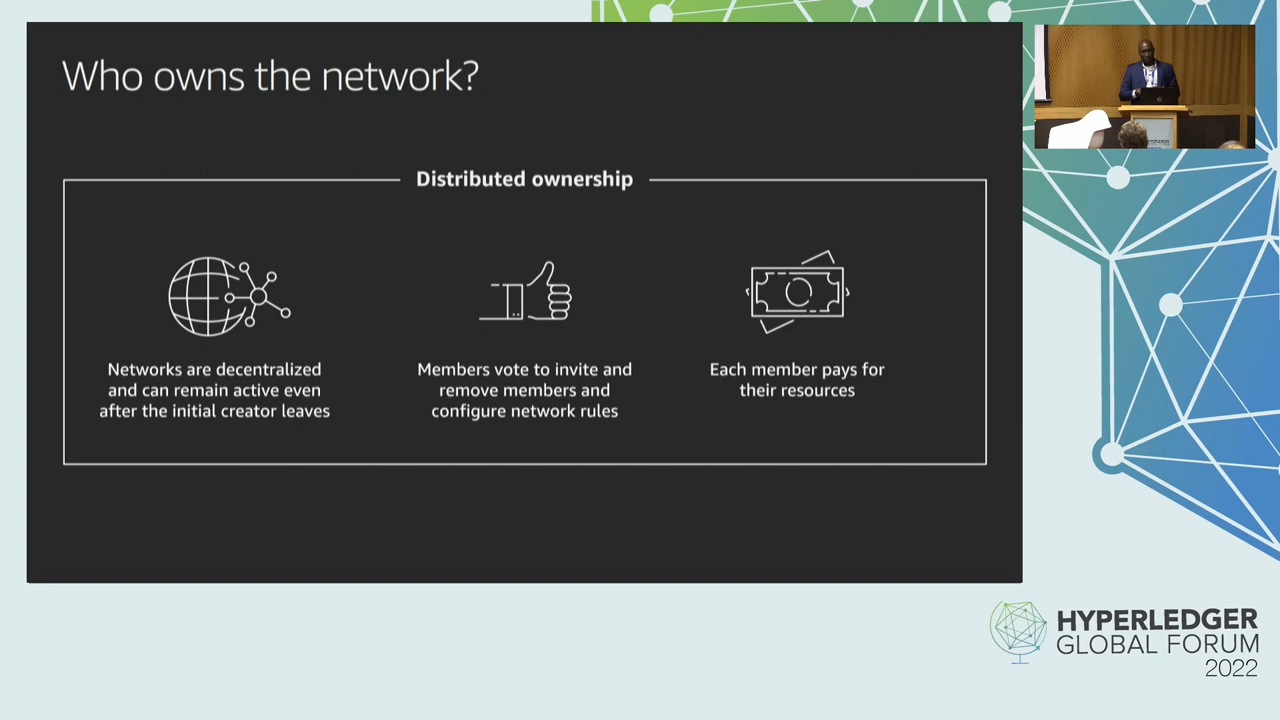 Who owns the network?
Distributed ownership
Networks are decentralized
and can remain active even
after the initial creator leaves
Members vote to invite and
remove members and
configure network rules
Each member pays for
their resources
HYPERLEDGER
GLOBAL FORUM
2022